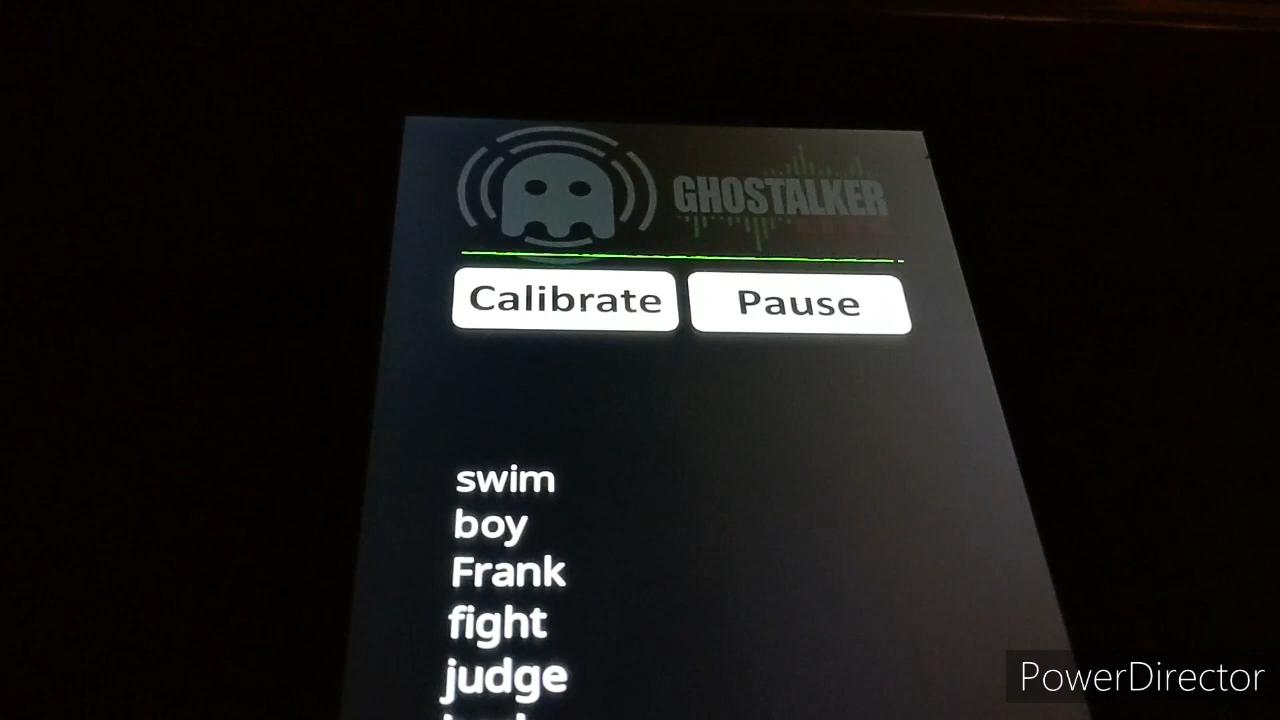 GHOSTALKER
Calibrate
Pause
swim
boy
Frank
fight
judge
PowerDirector